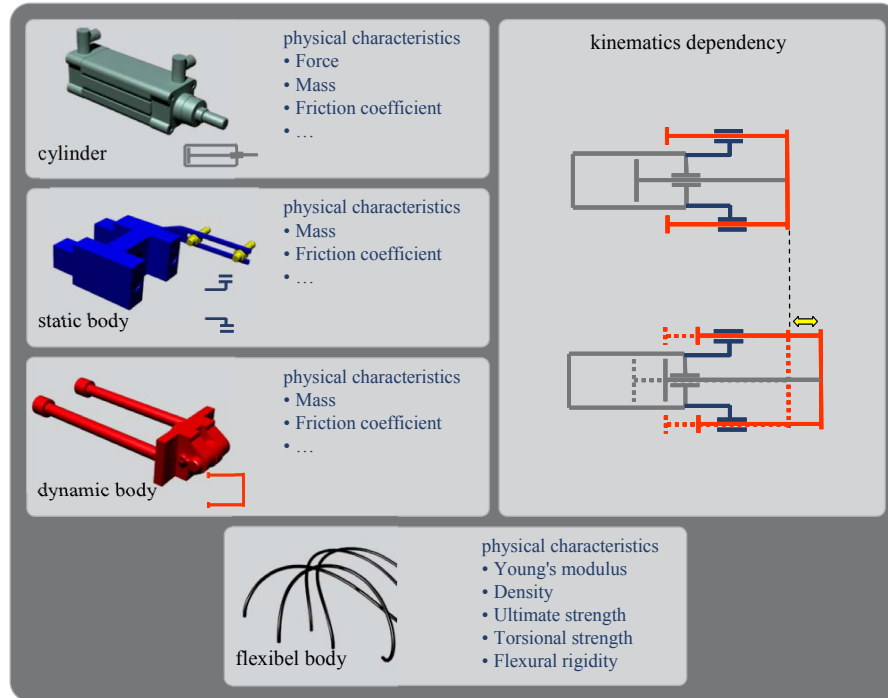 physical characteristics
• Force
• Mass
• Friction coefficient
• …
cylinder
physical characteristics
• Mass
• Friction coefficient
• …
static body
physical characteristics
• Mass
• Friction coefficient
• …
dynamic body
kinematics dependency
physical characteristics
• Young's modulus
• Density
• Ultimate strength
• Torsional strength
• Flexural rigidity
flexibel body